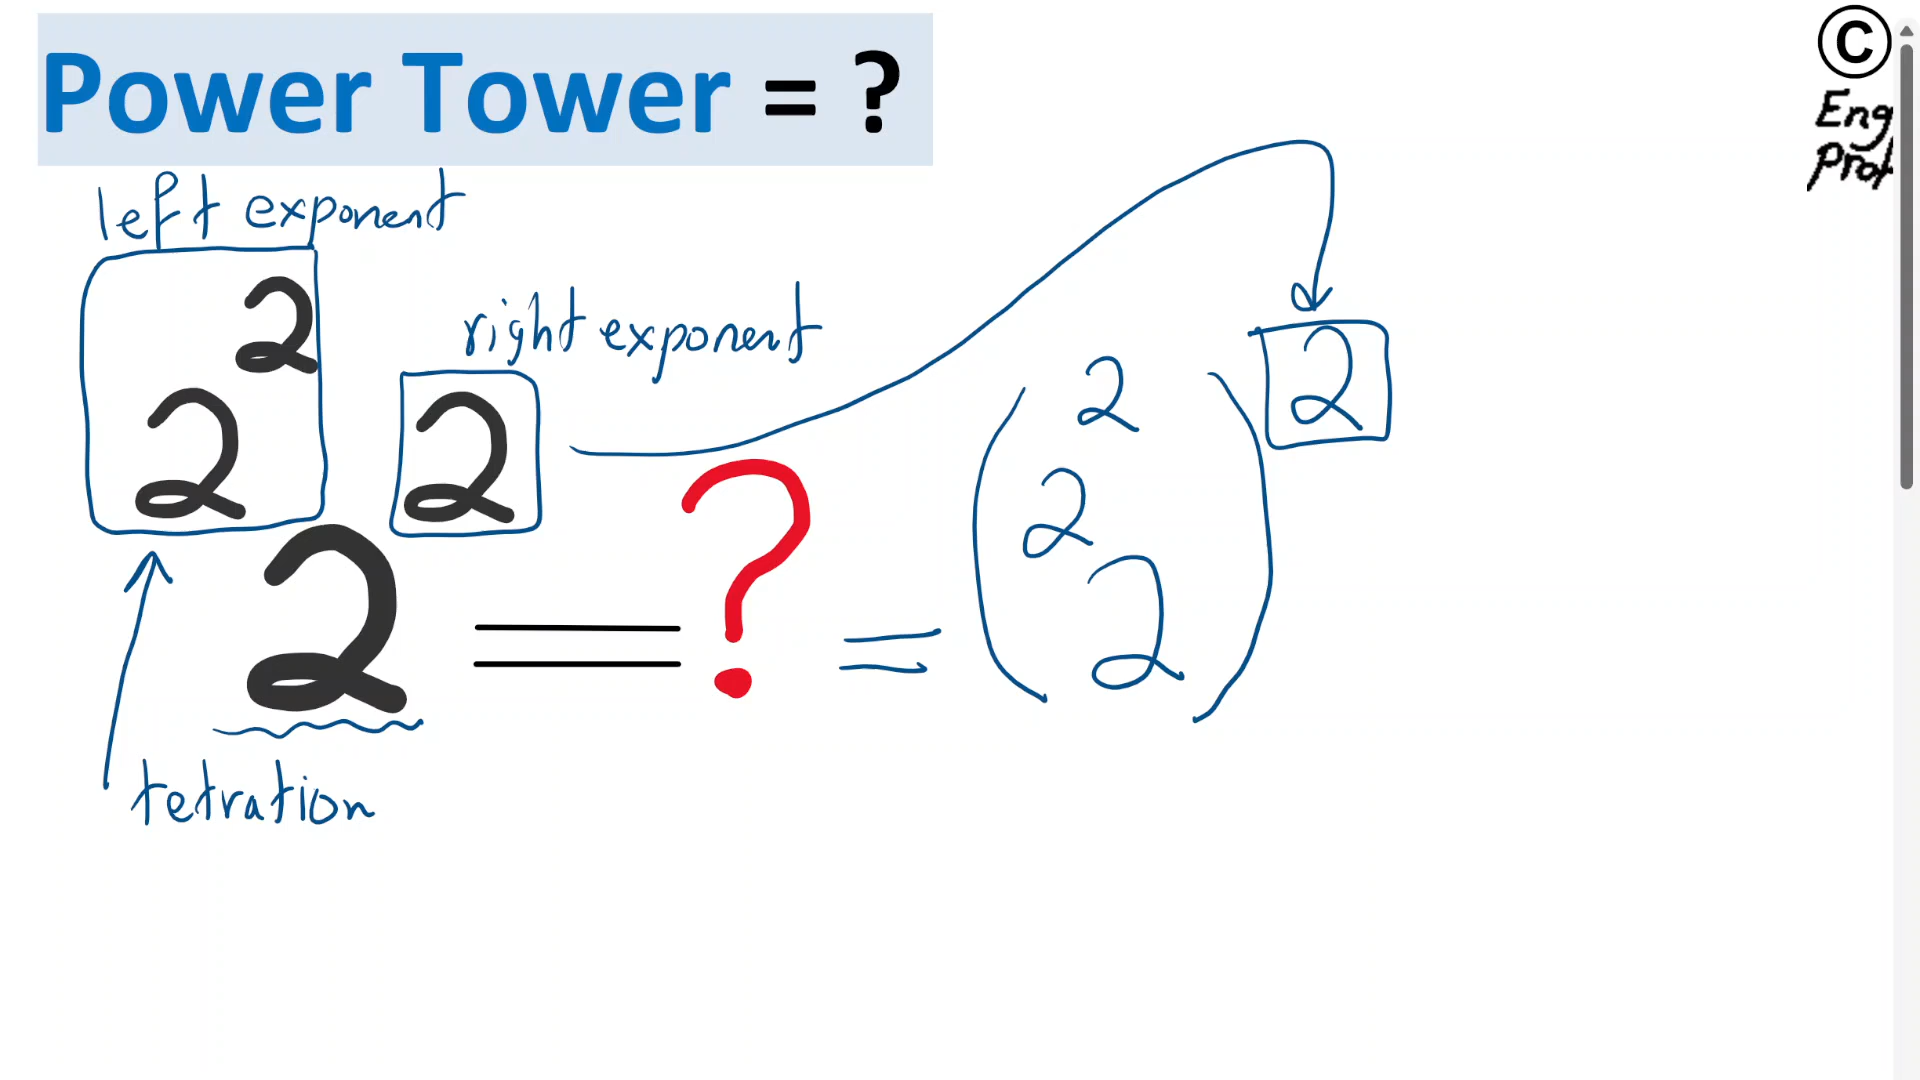 Power Tower = ?
©
Eng
Prof
left exponent
2
2
right exponent
2
2
= ?
=
(
2
2
2
)
2
tetration